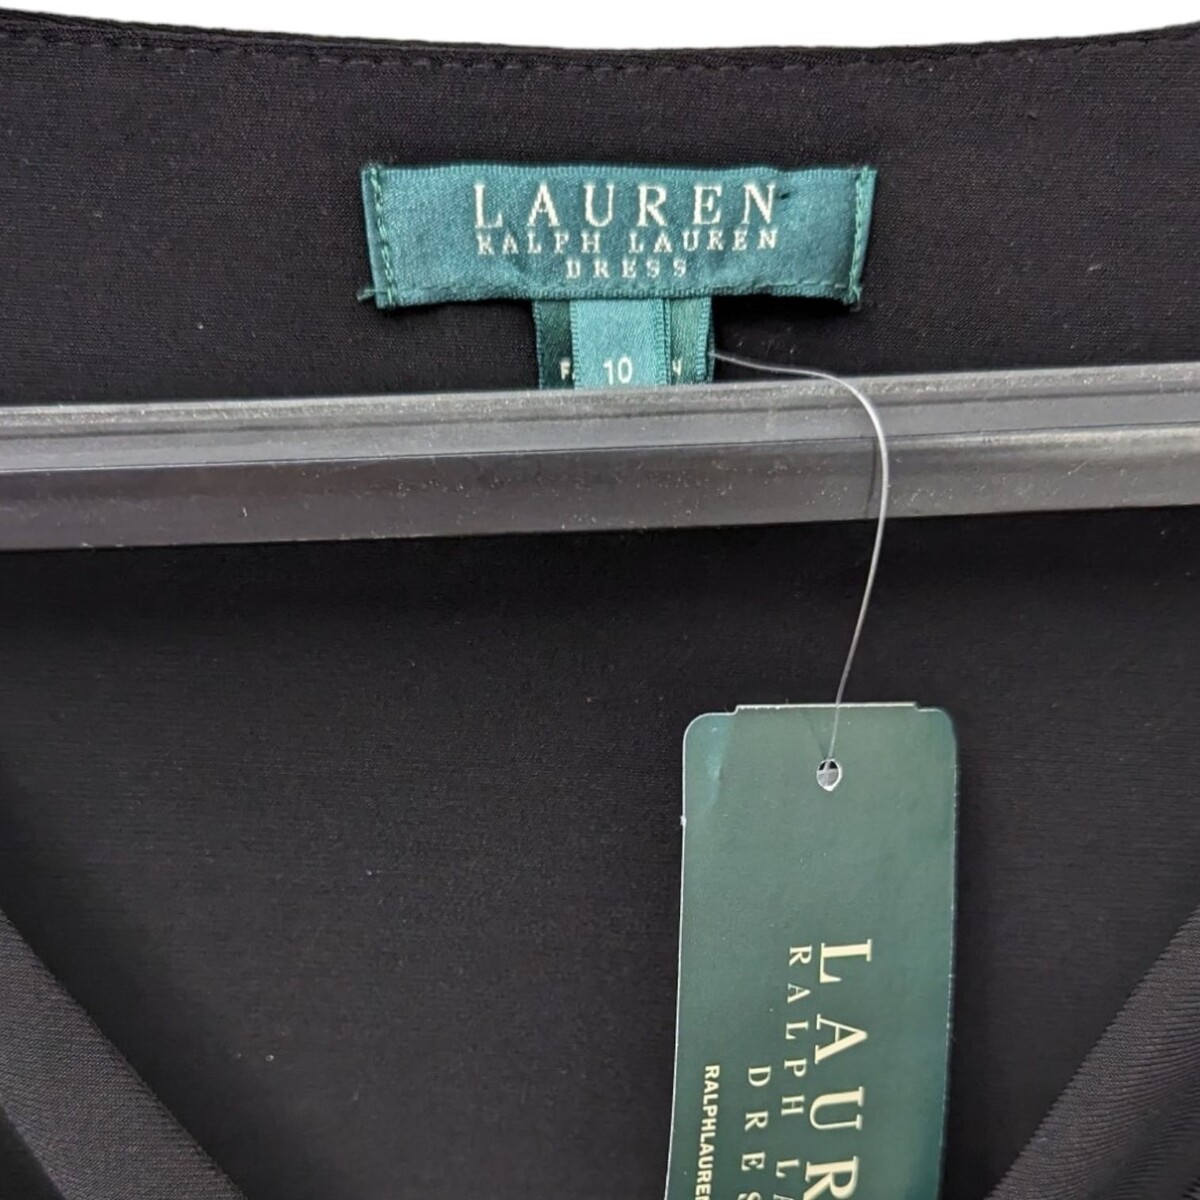 LAUREN
RALPH LAUREN
DRESS
10
LAUR
RALPH LA
DRES
RALPHLAUREN